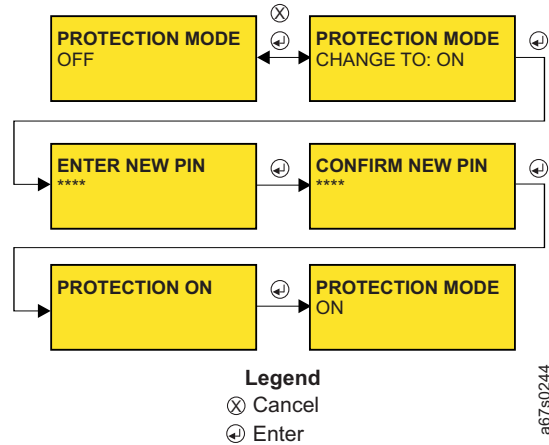 PROTECTION MODE
OFF
PROTECTION MODE
CHANGE TO: ON
ENTER NEW PIN
****
CONFIRM NEW PIN
****
PROTECTION ON
PROTECTION MODE
ON
Legend
Cancel
Enter
a67s0244